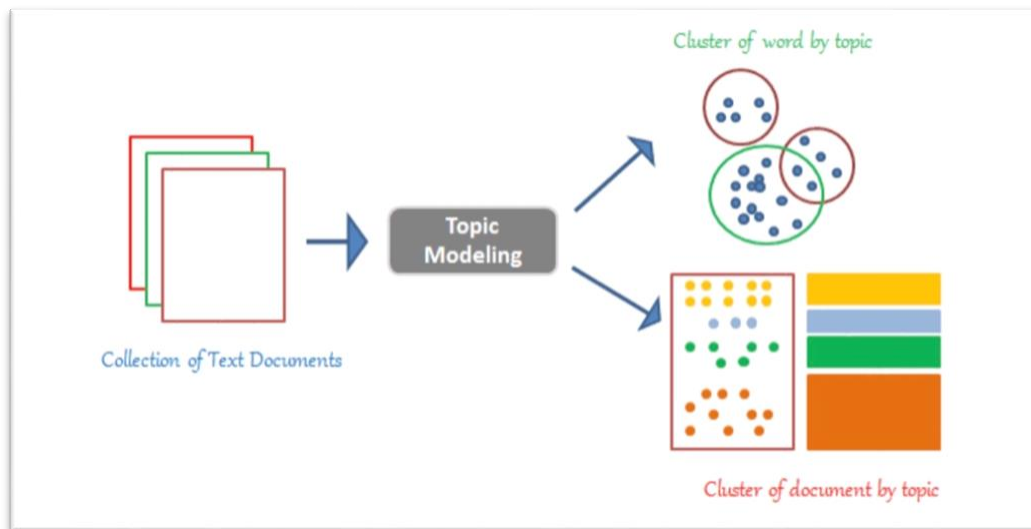 Cluster of word by topic
Topic
Modeling
Collection of Text Documents
Cluster of document by topic